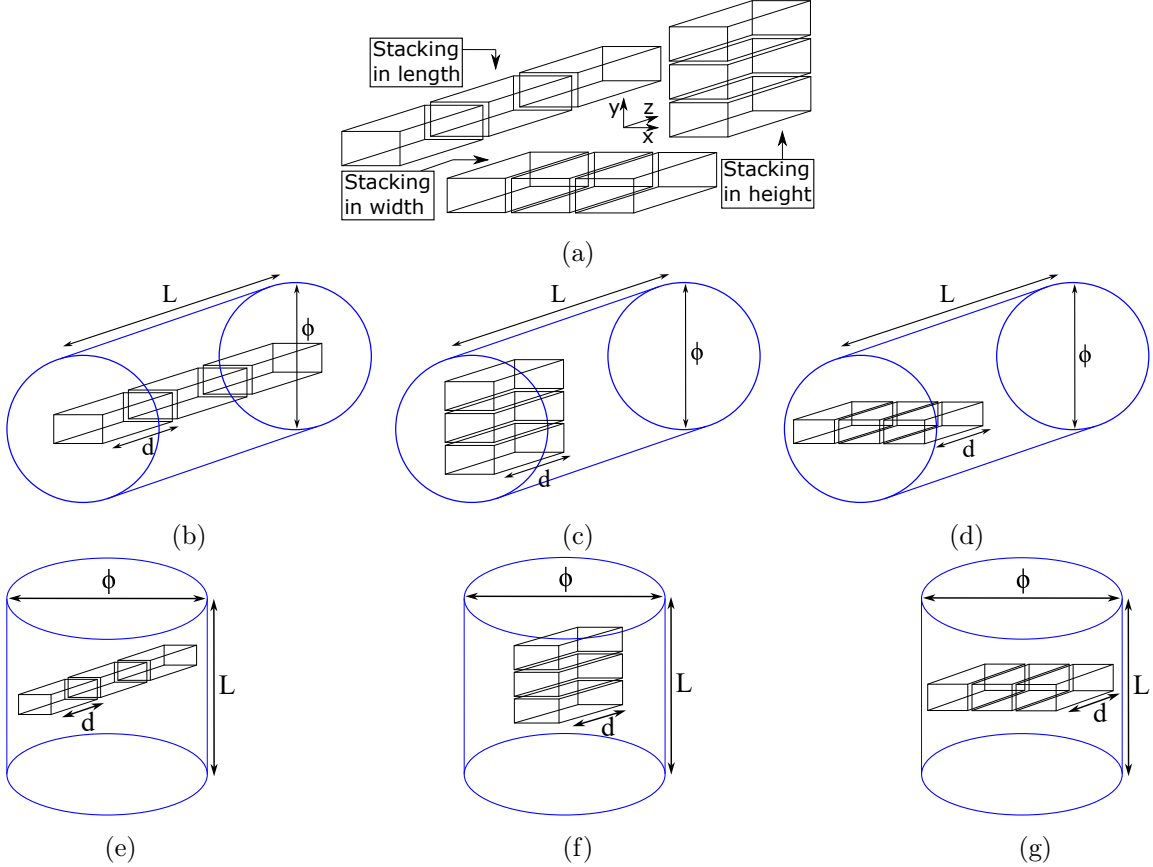 Stacking
in length
y
z
x
Stacking
in width
Stacking
in height
(a)
L
ϕ
d
L
ϕ
d
L
ϕ
d
(b)
(c)
(d)
ϕ
L
d
ϕ
L
d
ϕ
L
d
(e)
(f)
(g)